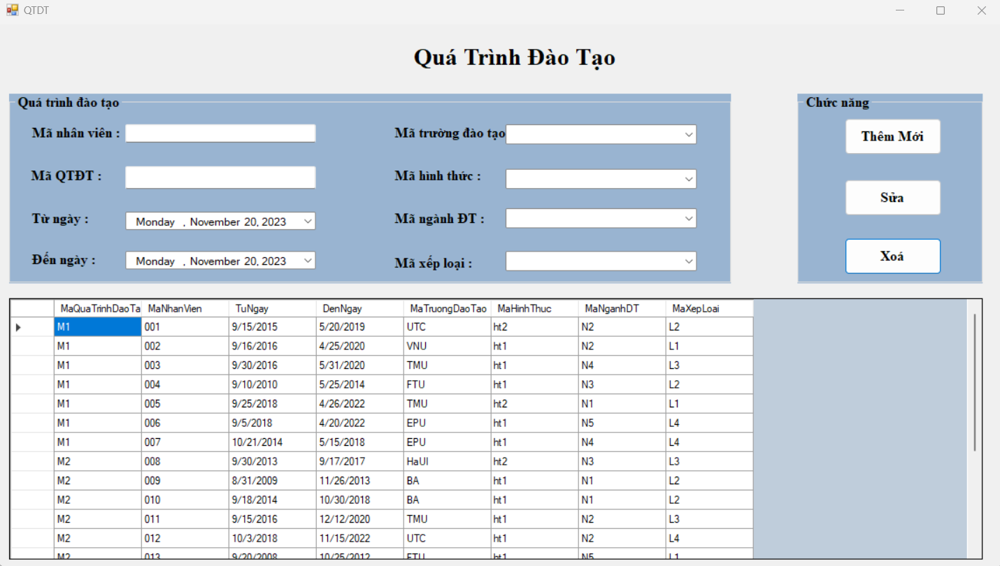 QTDT
Quá Trình Đào Tạo
Quá trình đào tạo
Mã nhân viên :
Mã trường đào tạo
Mã QTĐT :
Mã hình thức :
Từ ngày : Monday , November 20, 2023
Mã ngành ĐT :
Đến ngày : Monday , November 20, 2023
Mã xếp loại :
Chức năng
Thêm Mới
Sửa
Xoá
MaQuaTrinhDaoTa MaNhanVien TuNgay DenNgay MaTruongDaoTao MaHinhThuc MaNganhDT MaXepLoai
M1 001 9/15/2015 5/20/2019 UTC ht2 N2 L2
M1 002 9/16/2016 4/25/2020 VNU ht1 N2 L1
M1 003 9/30/2016 5/31/2020 TMU ht1 N4 L3
M1 004 9/10/2010 5/25/2014 FTU ht1 N3 L2
M1 005 9/25/2018 4/26/2022 TMU ht2 N1 L1
M1 006 9/5/2018 4/20/2022 EPU ht1 N5 L4
M1 007 10/21/2014 5/15/2018 EPU ht1 N4 L4
M2 008 9/30/2013 9/17/2017 HaUI ht2 N3 L3
M2 009 8/31/2009 11/26/2013 BA ht1 N1 L2
M2 010 9/18/2014 10/30/2018 BA ht1 N1 L2
M2 011 9/15/2016 12/12/2020 TMU ht1 N2 L3
M2 012 10/3/2018 11/15/2022 UTC ht1 N2 L4
M2 013 9/20/2008 10/25/2012 FTU ht1 N5 L1